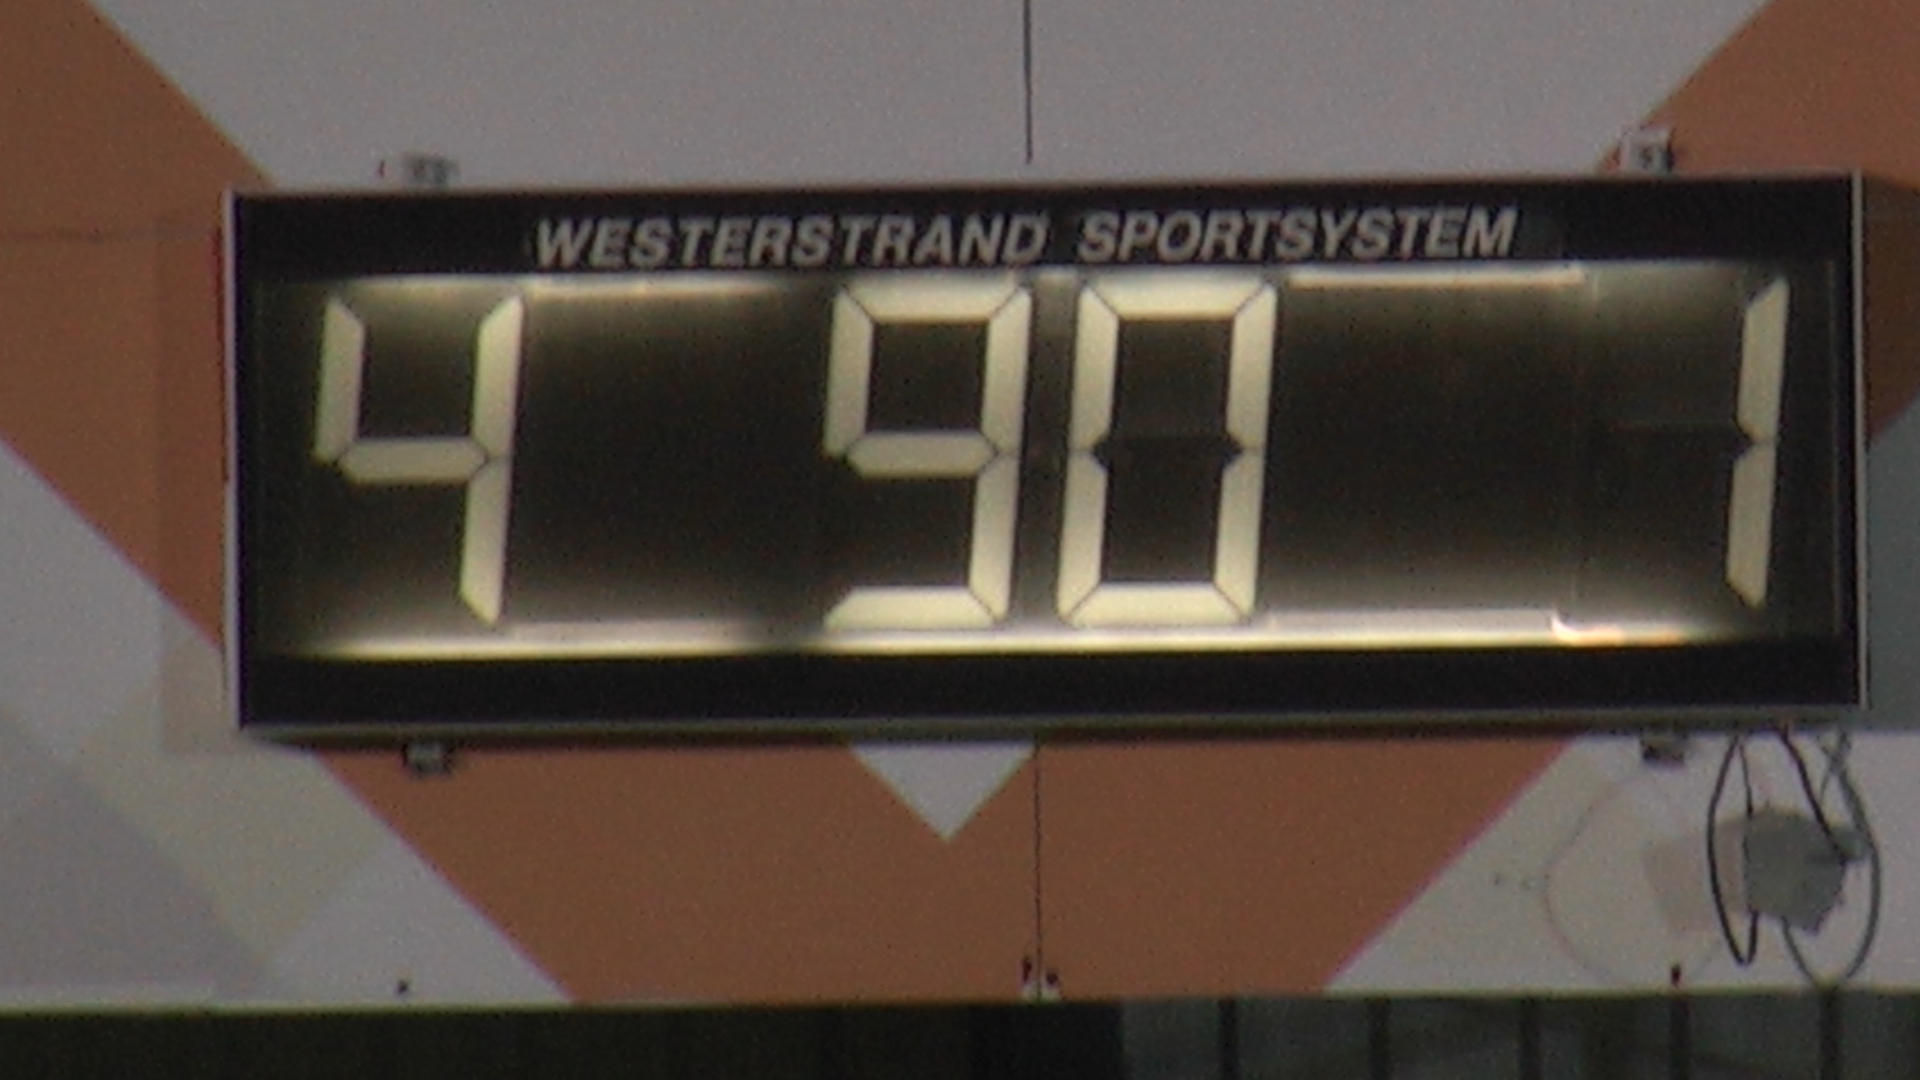 WESTERSTRAND SPORTSYSTEM
4 90 1